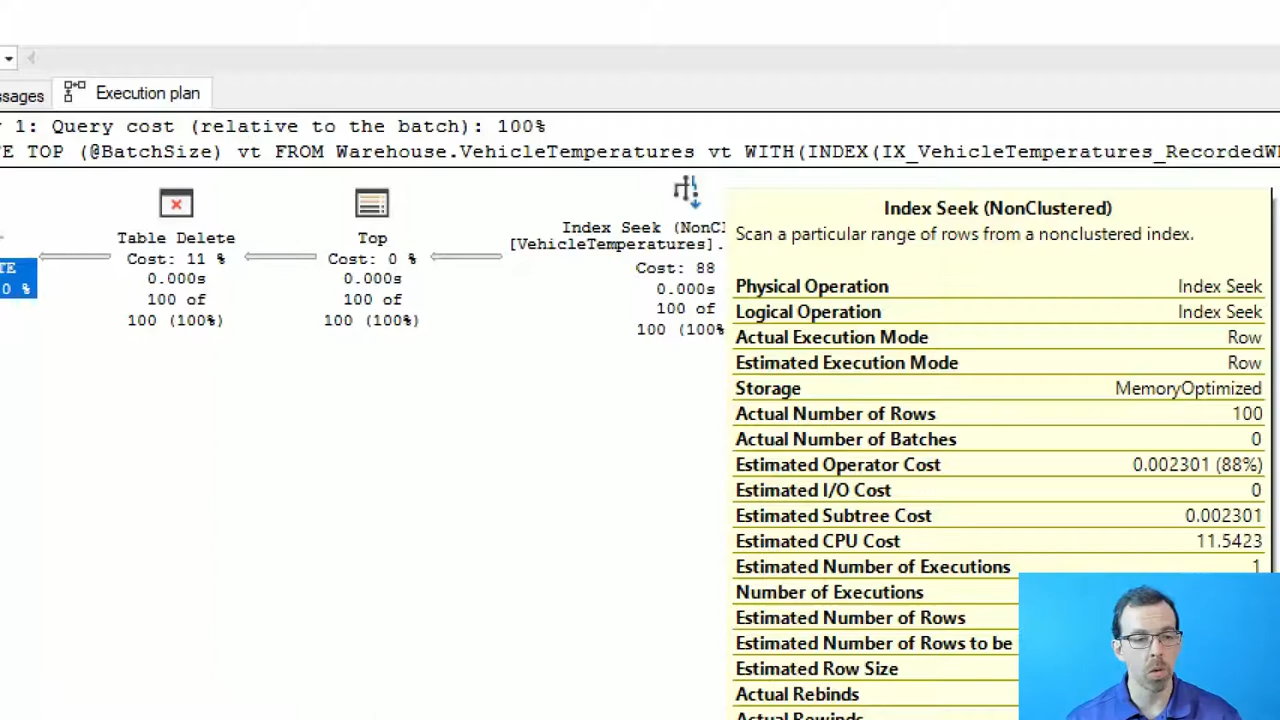 ssages Execution plan
1: Query cost (relative to the batch): 100%
TE TOP (@BatchSize) vt FROM Warehouse.VehicleTemperatures vt WITH(INDEX(IX_VehicleTemperatures_RecordedWH
TE
0 %
Table Delete
Cost: 11 %
0.000s
100 of
100 (100%)
Top
Cost: 0 %
0.000s
100 of
100 (100%)
Index Seek (NonCl
[VehicleTemperatures].
Cost: 88
0.000s
100 of
100 (100%
Index Seek (NonClustered)
Scan a particular range of rows from a nonclustered index.
Physical Operation Index Seek
Logical Operation Index Seek
Actual Execution Mode Row
Estimated Execution Mode Row
Storage MemoryOptimized
Actual Number of Rows 100
Actual Number of Batches 0
Estimated Operator Cost 0.002301 (88%)
Estimated I/O Cost 0
Estimated Subtree Cost 0.002301
Estimated CPU Cost 11.5423
Estimated Number of Executions 1
Number of Executions
Estimated Number of Rows
Estimated Number of Rows to be
Estimated Row Size
Actual Rebinds
Actual Rewinds